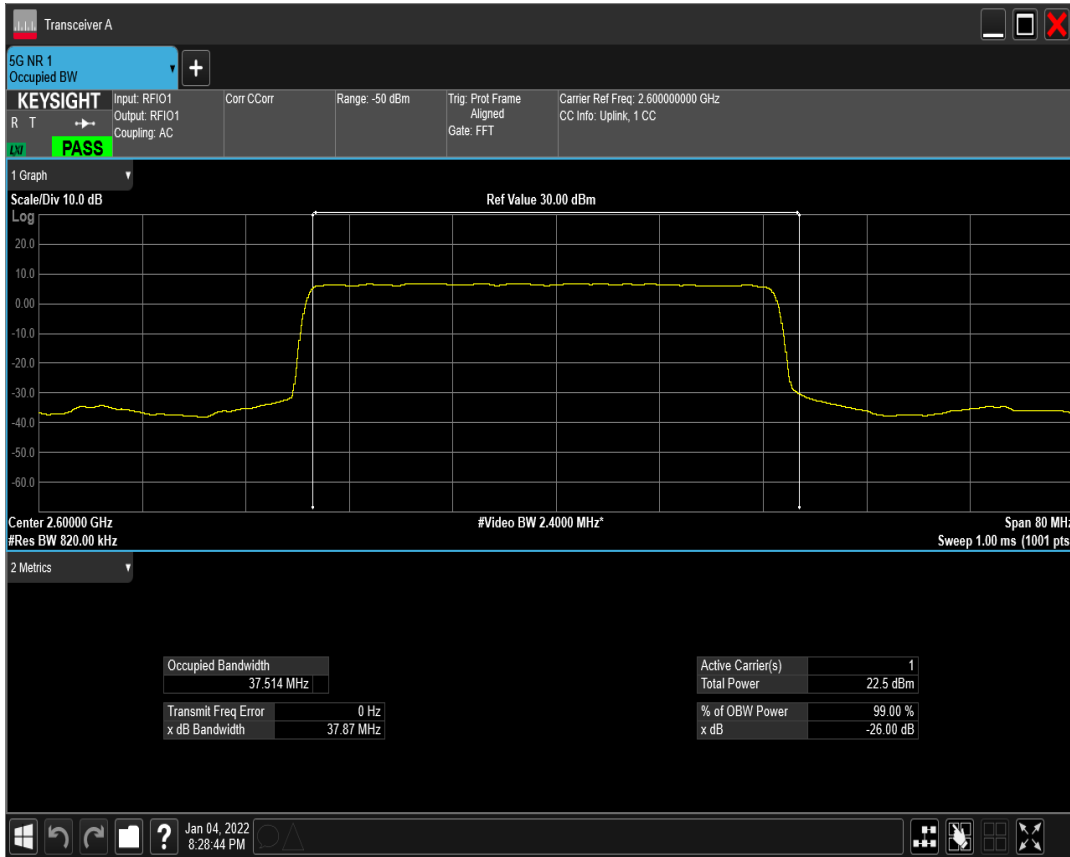 Transceiver A
5G NR 1
Occupied BW
KEYSIGHT
R T
LXI
PASS
Input: RFIO1
Output: RFIO1
Coupling: AC
Corr CCorr
Range: -50 dBm
Trig: Prot Frame
Aligned
Gate: FFT
Carrier Ref Freq: 2.600000000 GHz
CC Info: Uplink, 1 CC
1 Graph
Scale/Div 10.0 dB
Ref Value 30.00 dBm
Log
20.0
10.0
0.00
-10.0
-20.0
-30.0
-40.0
-50.0
-60.0
Center 2.60000 GHz
#Video BW 2.4000 MHz*
Span 80 MHz
#Res BW 820.00 kHz
Sweep 1.00 ms (1001 pts
2 Metrics
Occupied Bandwidth
37.514 MHz
Transmit Freq Error 0 Hz
x dB Bandwidth 37.87 MHz
Active Carrier(s) 1
Total Power 22.5 dBm
% of OBW Power 99.00 %
x dB -26.00 dB
?
Jan 04, 2022
8:28:44 PM